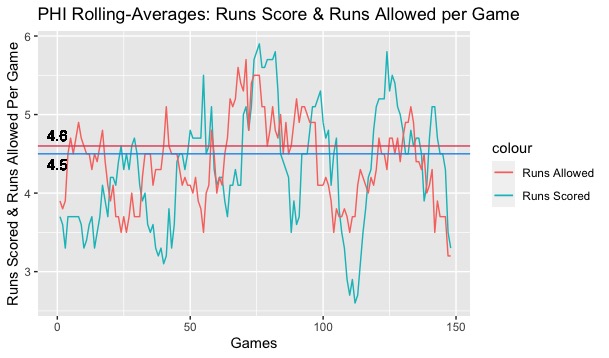 PHI Rolling-Averages: Runs Score & Runs Allowed per Game
Runs Scored & Runs Allowed Per Game
6
5
4
3
4.6
4.5
0
50
100
150
Games
colour
Runs Allowed
Runs Scored